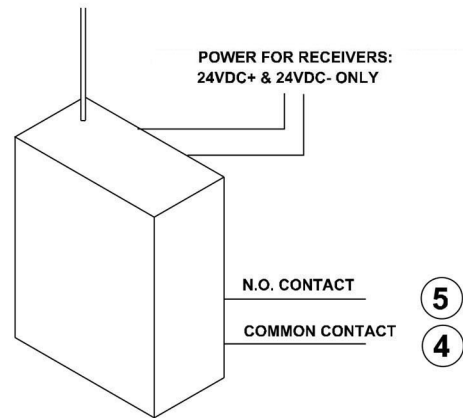 POWER FOR RECEIVERS:
24VDC+ & 24VDC- ONLY
N.O. CONTACT
5
COMMON CONTACT
4